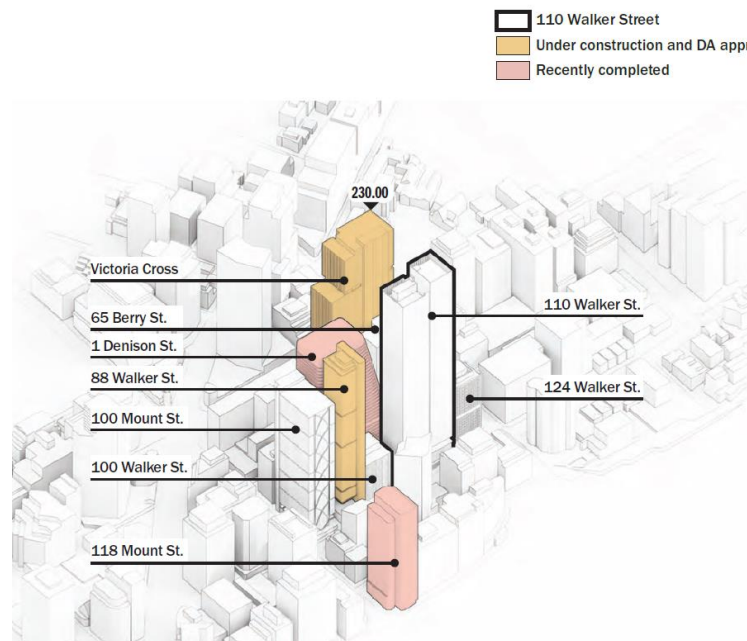 110 Walker Street
Under construction and DA appr
Recently completed
230.00
Victoria Cross
65 Berry St.
1 Denison St.
88 Walker St.
100 Mount St.
100 Walker St.
118 Mount St.
110 Walker St.
124 Walker St.